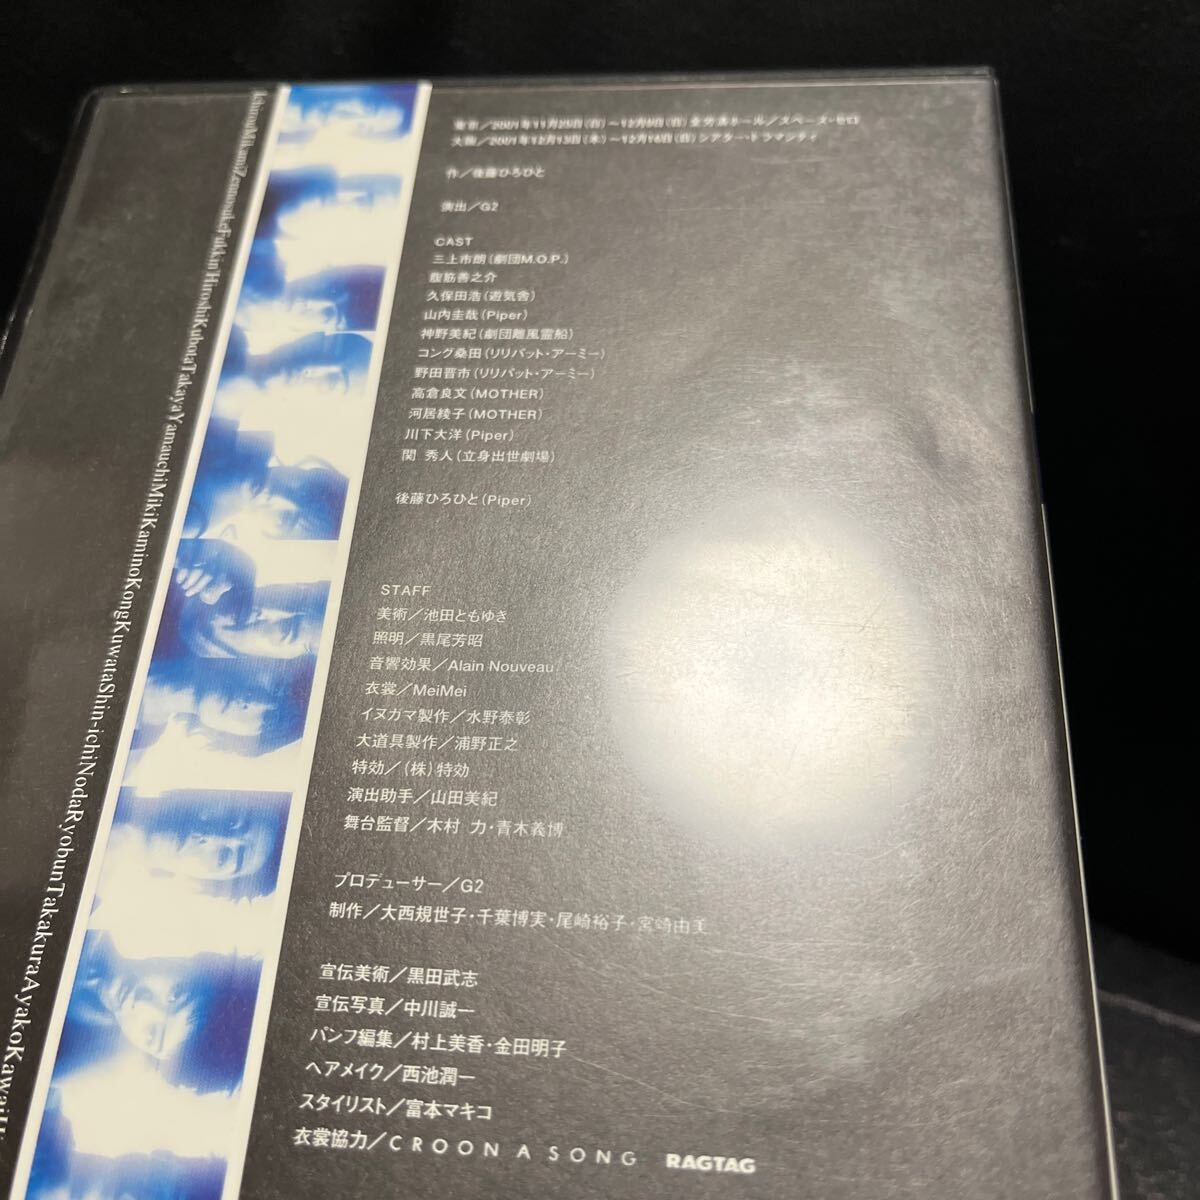 東京/2001年11月25日(日)〜12月9日(日)全労済ホール/スペース・ゼロ
大阪/2001年12月13日(木)〜12月16日(日)シアター・ドラマシティ
作/後藤ひろひと
演出/G2
CAST
三上市朗(劇団M.O.P.)
腹筋善之介
久保田浩(遊気舎)
山内圭哉(Piper)
神野美紀(劇団離風霊船)
コング桑田(リリパット・アーミー)
野田晋市(リリパット・アーミー)
高倉良文(MOTHER)
河居綾子(MOTHER)
川下大洋(Piper)
関 秀人(立身出世劇場)
後藤ひろひと(Piper)
STAFF
美術/池田ともゆき
照明/黒尾芳昭
音響効果/Alain Nouveau
衣裳/MeiMei
イヌガマ製作/水野泰彰
大道具製作/浦野正之
特効/(株)特効
演出助手/山田美紀
舞台監督/木村 力・青木義博
プロデューサー/G2
制作/大西規世子・千葉博実・尾崎裕子・宮崎由美
宣伝美術/黒田武志
宣伝写真/中川誠一
パンフ編集/村上美香・金田明子
ヘアメイク/西池潤一
スタイリスト/富本マキコ
衣裳協力/CROON A SONG RAGTAG
IchiroMikamiZennosukeFukkinHiroshiKubotaTakayaYamauchiMikiKaminoKongKuwataShin-ichiNodaRyobunTakakuraAyakoKawai